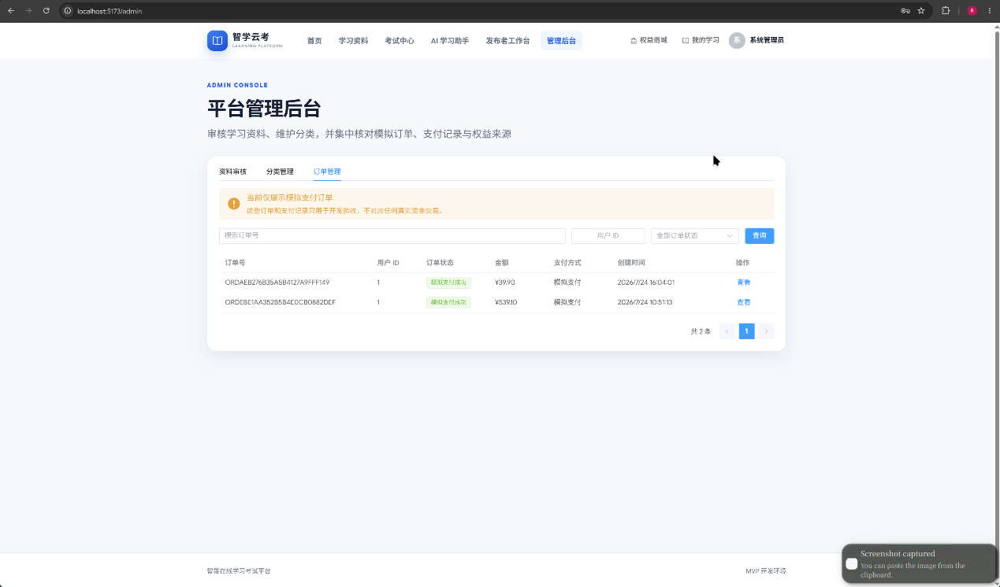 localhost:5173/admin
R
智学云考
LEARNING PLATFORM
首页 学习资料 考试中心 AI 学习助手 发布者工作台 管理后台 权益商城 我的学习 系 系统管理员
ADMIN CONSOLE
平台管理后台
审核学习资料、维护分类，并集中核对模拟订单、支付记录与权益来源
资料审核 分类管理 订单管理
当前仅展示模拟支付订单
这些订单和支付记录只用于开发验收，不对应任何真实资金交易。
搜索订单号 用户 ID 全部订单状态 查询
订单号 用户 ID 订单状态 金额 支付方式 创建时间 操作
ORDAEB276B35A5B4127A9FFF149 1 模拟支付成功 ¥39.90 模拟支付 2026/7/24 16:04:01 查看
ORDEBE1AA352B5B4E0CB0882DEF 1 模拟支付成功 ¥539.10 模拟支付 2026/7/24 10:51:13 查看
共 2 条 1
智能在线学习考试平台 MVP 开发环境
Screenshot captured
You can paste the image from the
clipboard.